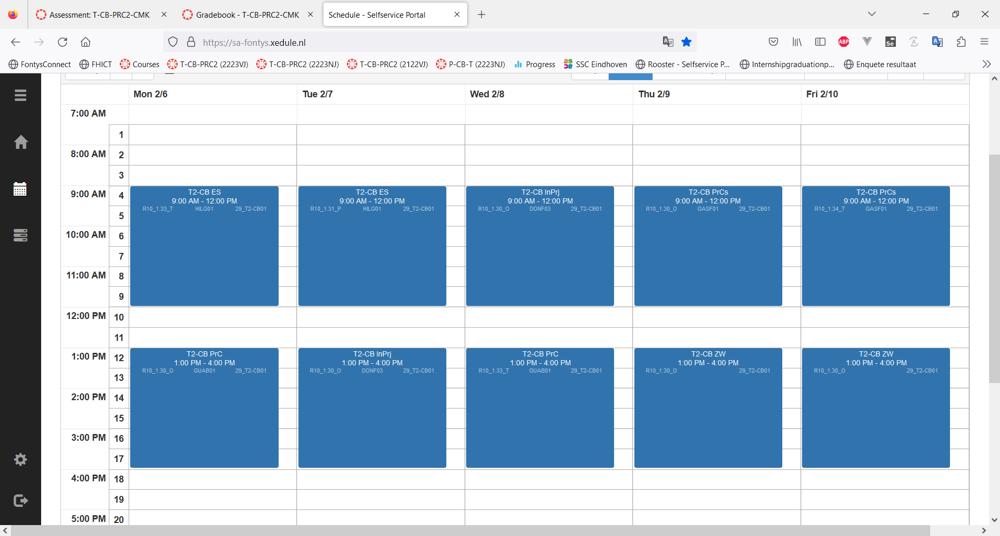 Assessment: T-CB-PRC2-CMK
Gradebook - T-CB-PRC2-CMK
Schedule - Selfservice Portal
https://sa-fontys.xedule.nl
ABP
Se
FontysConnect
FHICT
Courses
T-CB-PRC2 (2223VJ)
T-CB-PRC2 (2223NJ)
T-CB-PRC2 (2122VJ)
P-CB-T (2223NJ)
Progress
SSC Eindhoven
Rooster - Selfservice P...
Internshipgraduationp...
Enquete resultaat
Mon 2/6
Tue 2/7
Wed 2/8
Thu 2/9
Fri 2/10
7:00 AM
1
8:00 AM
2
3
9:00 AM
4
T2-CB ES
9:00 AM - 12:00 PM
R10_1.33_T HILG01 29_T2-CB01
T2-CB ES
9:00 AM - 12:00 PM
R10_1.31_P HILG01 29_T2-CB01
T2-CB InPrj
9:00 AM - 12:00 PM
R10_1.30_O DONF03 29_T2-CB01
T2-CB PrCs
9:00 AM - 12:00 PM
R10_1.30_O GASF01 29_T2-CB01
T2-CB PrCs
9:00 AM - 12:00 PM
R10_1.34_T GASF01 29_T2-CB01
5
10:00 AM
6
7
11:00 AM
8
9
12:00 PM
10
11
1:00 PM
12
T2-CB PrC
1:00 PM - 4:00 PM
R10_1.30_O GUAB01 29_T2-CB01
T2-CB InPrj
1:00 PM - 4:00 PM
R10_1.30_O DONF03 29_T2-CB01
T2-CB PrC
1:00 PM - 4:00 PM
R10_1.33_T GUAB01 29_T2-CB01
T2-CB ZW
1:00 PM - 4:00 PM
R10_1.30_O 29_T2-CB01
T2-CB ZW
1:00 PM - 4:00 PM
R10_1.30_O 29_T2-CB01
13
2:00 PM
14
15
3:00 PM
16
17
4:00 PM
18
19
5:00 PM
20